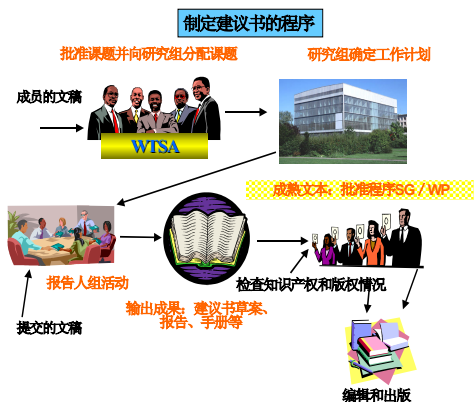 制定建议书的程序
批准课题并向研究组分配课题
研究组确定工作计划
成员的文稿
WTSA
成熟文本：批准程序SG／WP
报告人组活动
检查知识产权和版权情况
输出成果：建议书草案、
报告、手册等
提交的文稿
编辑和出版